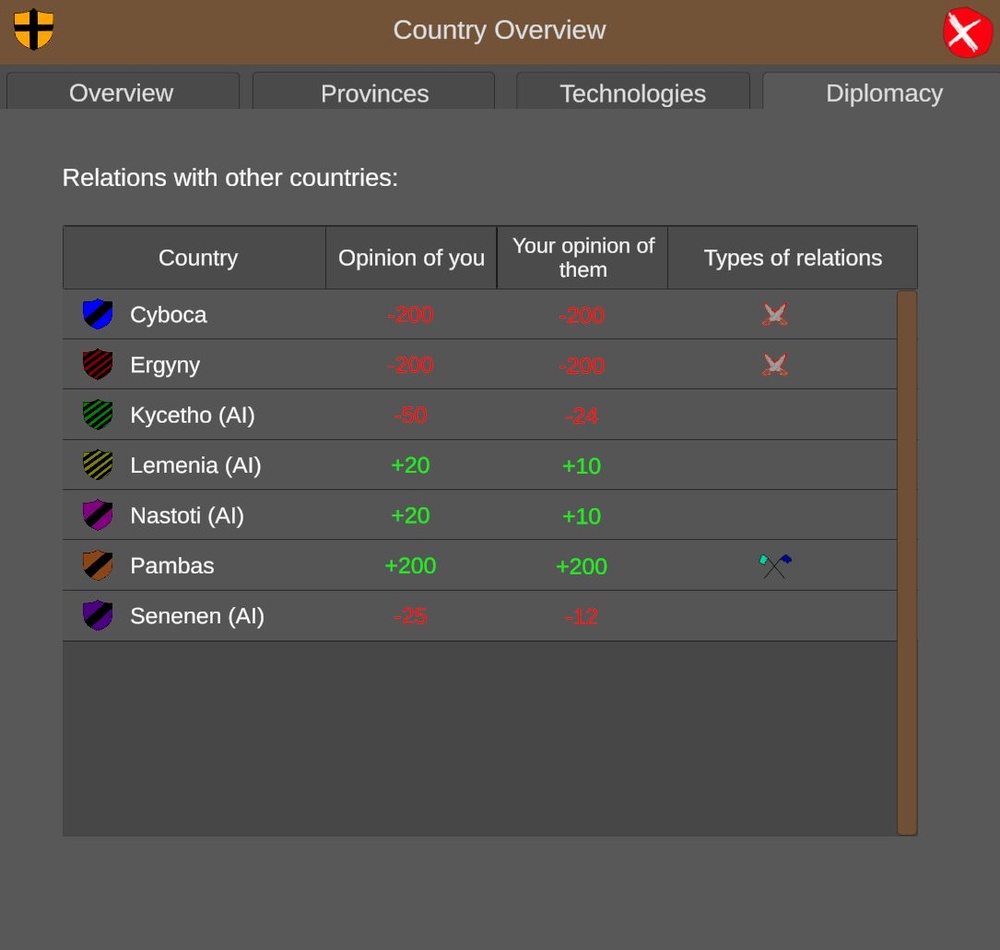 Country Overview
Overview Provinces Technologies Diplomacy
Relations with other countries:
Country Opinion of you Your opinion of them Types of relations
Cyboca -200 -200
Ergyny -200 -200
Kycetho (AI) -50 -24
Lemenia (AI) +20 +10
Nastoti (AI) +20 +10
Pambas +200 +200
Senenen (AI) -25 -12